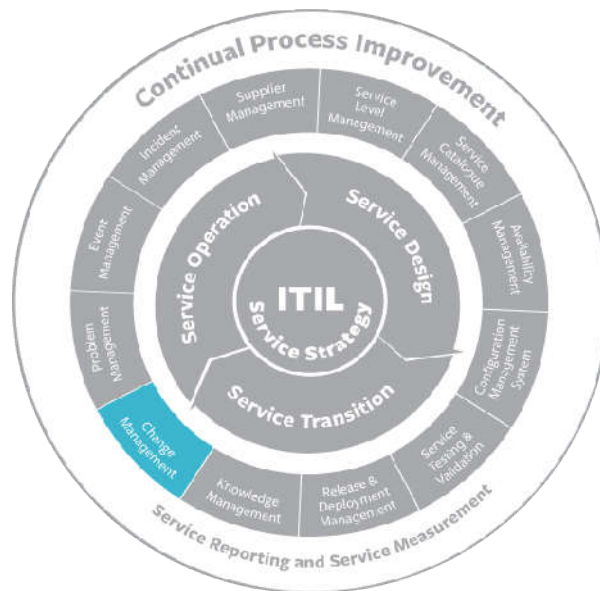 Continual Process Improvement
Supplier
Management
Service
Level
Management
Service
Catalogue
Management
Availability
Management
Configuration
Management
System
Service
Testing &
Validation
Release &
Deployment
Management
Knowledge
Management
Change
Management
Problem
Management
Event
Management
Incident
Management
Service Operation
Service Design
Service Transition
ITIL
Service Strategy
Service Reporting and Service Measurement